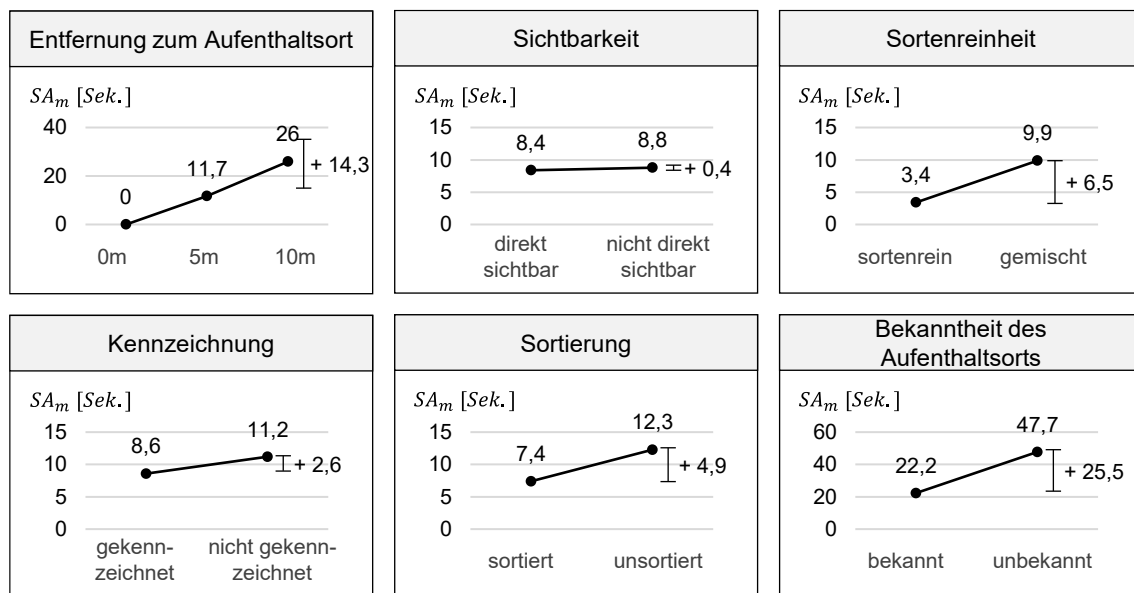 Entfernung zum Aufenthaltsort
SA_m [Sek.]
40
20
0
0
11,7
26
+ 14,3
0m
5m
10m
Sichtbarkeit
SA_m [Sek.]
15
10
5
0
8,4
8,8
+ 0,4
direkt
sichtbar
nicht direkt
sichtbar
Sortenreinheit
SA_m [Sek.]
15
10
5
0
3,4
9,9
+ 6,5
sortenrein
gemischt
Kennzeichnung
SA_m [Sek.]
15
10
5
0
8,6
11,2
+ 2,6
gekenn-
zeichnet
nicht gekenn-
zeichnet
Sortierung
SA_m [Sek.]
15
10
5
0
7,4
12,3
+ 4,9
sortiert
unsortiert
Bekanntheit des
Aufenthaltsorts
SA_m [Sek.]
60
40
20
0
22,2
47,7
+ 25,5
bekannt
unbekannt